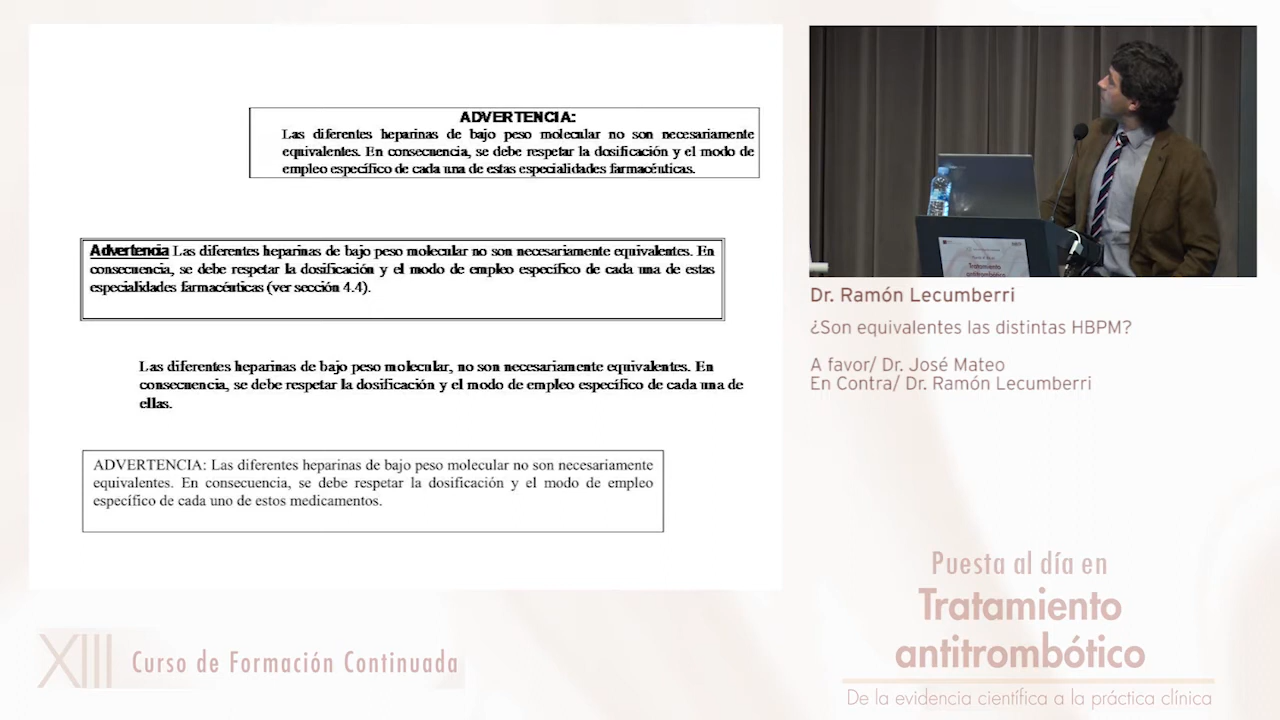 ADVERTENCIA:
Las diferentes heparinas de bajo peso molecular no son necesariamente
equivalentes. En consecuencia, se debe respetar la dosificación y el modo de
empleo específico de cada una de estas especialidades farmacéuticas.
Advertencia Las diferentes heparinas de bajo peso molecular no son necesariamente equivalentes. En
consecuencia, se debe respetar la dosificación y el modo de empleo específico de cada una de estas
especialidades farmacéuticas (ver sección 4.4).
Las diferentes heparinas de bajo peso molecular, no son necesariamente equivalentes. En
consecuencia, se debe respetar la dosificación y el modo de empleo específico de cada una de
ellas.
ADVERTENCIA: Las diferentes heparinas de bajo peso molecular no son necesariamente
equivalentes. En consecuencia, se debe respetar la dosificación y el modo de empleo
específico de cada uno de estos medicamentos.
Tratamiento
antitrombótico
Dr. Ramón Lecumberri
¿Son equivalentes las distintas HBPM?
A favor/ Dr. José Mateo
En Contra/ Dr. Ramón Lecumberri
Puesta al día en
Tratamiento
antitrombótico
De la evidencia científica a la práctica clínica
XIII Curso de Formación Continuada